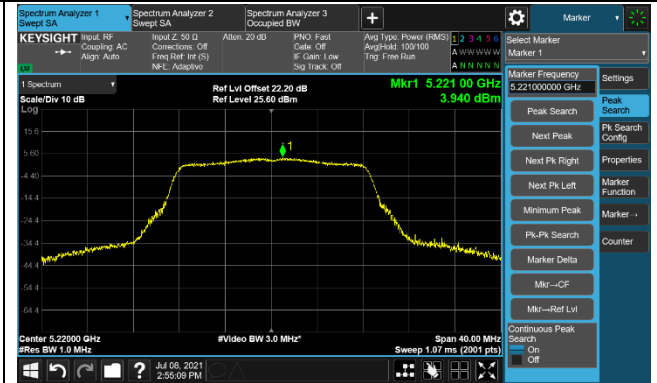 Spectrum Analyzer 1
Swept SA
Spectrum Analyzer 2
Swept SA
Spectrum Analyzer 3
Occupied BW
Marker
KEYSIGHT
Input: RF
Coupling: AC
Align: Auto
Input Z: 50 Ω
Corrections: Off
Freq Ref: Int (S)
NFE: Adaptive
Atten: 20 dB
PNO: Fast
Gate: Off
IF Gain: Low
Sig Track: Off
Avg Type: Power (RMS)
Avg|Hold: 100/100
Trig: Free Run
1 2 3 4 5 6
A W W W W W
A N N N N N
LXI
Select Marker
Marker 1
1 Spectrum
Scale/Div 10 dB
Log
Ref Lvl Offset 22.20 dB
Ref Level 25.60 dBm
Mkr1 5.221 00 GHz
3.940 dBm
1
15.6
5.60
-4.40
-14.4
-24.4
-34.4
-44.4
-54.4
-64.4
Center 5.22000 GHz
#Res BW 1.0 MHz
#Video BW 3.0 MHz*
Span 40.00 MHz
Sweep 1.07 ms (2001 pts)
Marker Frequency
5.221000000 GHz
Peak Search
Next Peak
Next Pk Right
Next Pk Left
Minimum Peak
Pk-Pk Search
Marker Delta
Mkr→CF
Mkr→Ref Lvl
Continuous Peak
Search
On
Off
Settings
Peak
Search
Pk Search
Config
Properties
Marker
Function
Marker→
Counter
?
Jul 08, 2021
2:55:09 PM